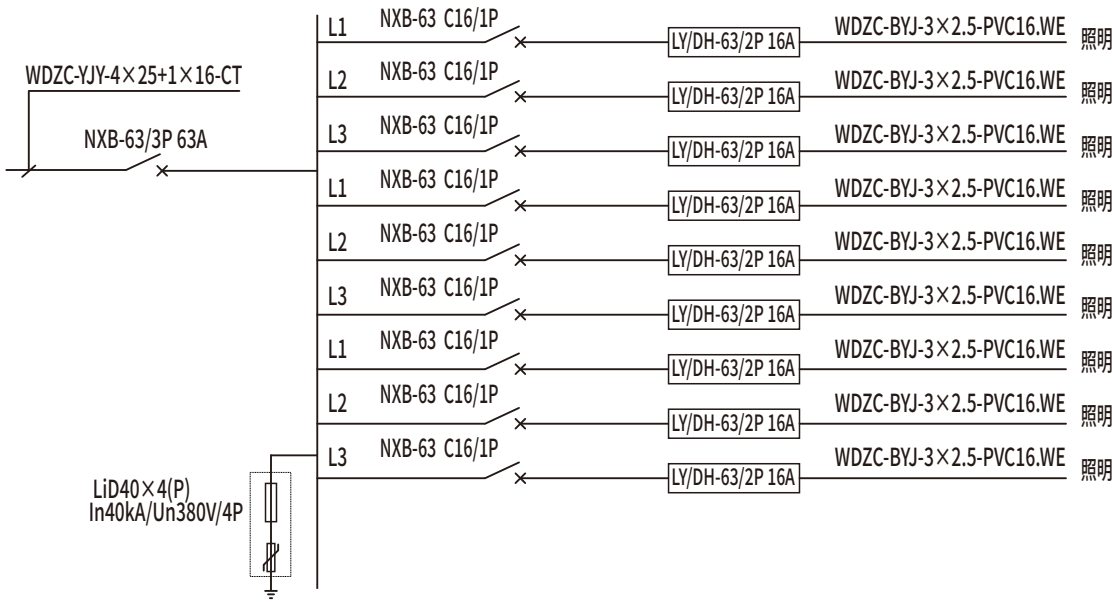 WDZC-YJY-4×25+1×16-CT
NXB-63/3P 63A
L1 NXB-63 C16/1P LY/DH-63/2P 16A WDZC-BYJ-3×2.5-PVC16.WE 照明
L2 NXB-63 C16/1P LY/DH-63/2P 16A WDZC-BYJ-3×2.5-PVC16.WE 照明
L3 NXB-63 C16/1P LY/DH-63/2P 16A WDZC-BYJ-3×2.5-PVC16.WE 照明
L1 NXB-63 C16/1P LY/DH-63/2P 16A WDZC-BYJ-3×2.5-PVC16.WE 照明
L2 NXB-63 C16/1P LY/DH-63/2P 16A WDZC-BYJ-3×2.5-PVC16.WE 照明
L3 NXB-63 C16/1P LY/DH-63/2P 16A WDZC-BYJ-3×2.5-PVC16.WE 照明
L1 NXB-63 C16/1P LY/DH-63/2P 16A WDZC-BYJ-3×2.5-PVC16.WE 照明
L2 NXB-63 C16/1P LY/DH-63/2P 16A WDZC-BYJ-3×2.5-PVC16.WE 照明
L3 NXB-63 C16/1P LY/DH-63/2P 16A WDZC-BYJ-3×2.5-PVC16.WE 照明
LiD40×4(P)
In40kA/Un380V/4P